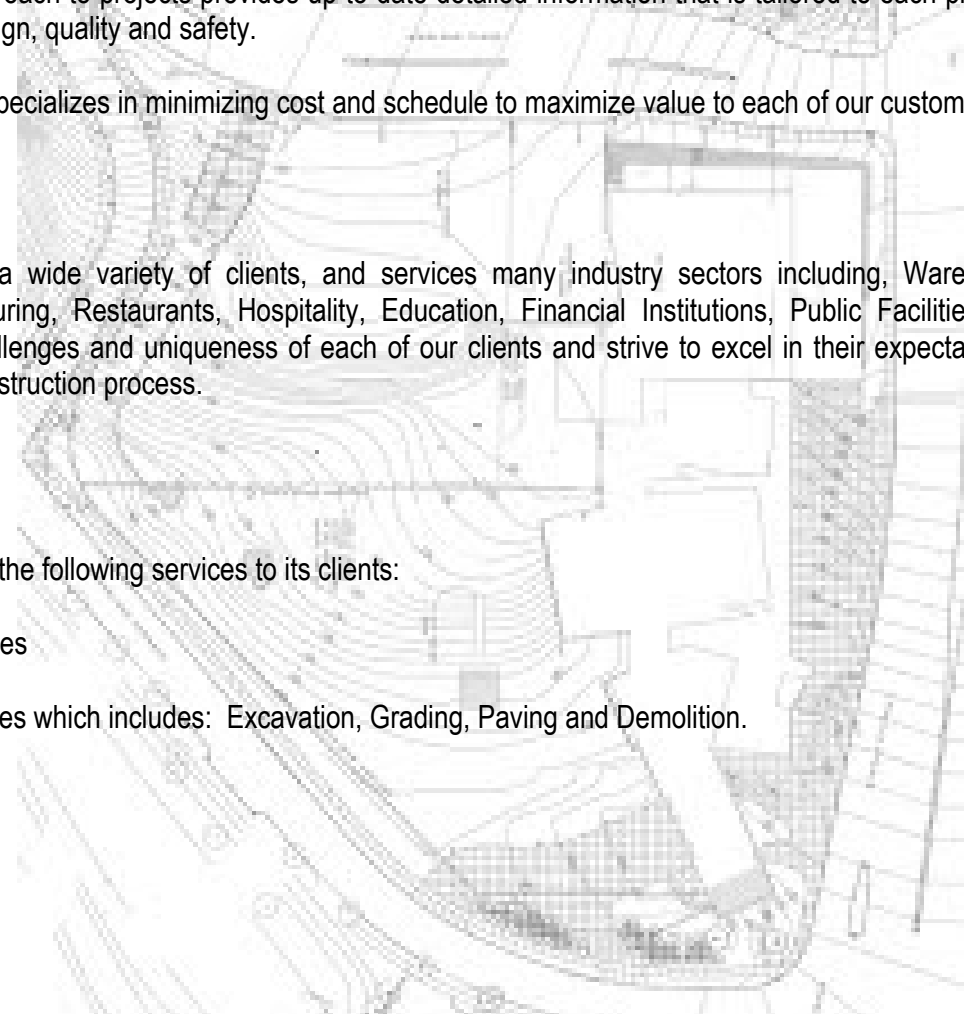 to projects provides up to date detailed information that is tailored to each
ign, quality and safety.
pecializes in minimizing cost and schedule to maximize value to each of our custom
a wide variety of clients, and services many industry sectors including, Ware
uring, Restaurants, Hospitality, Education, Financial Institutions, Public Facilitie
llenges and uniqueness of each of our clients and strive to excel in their expecta
struction process.
the following services to its clients:
es
es which includes: Excavation, Grading, Paving and Demolition.